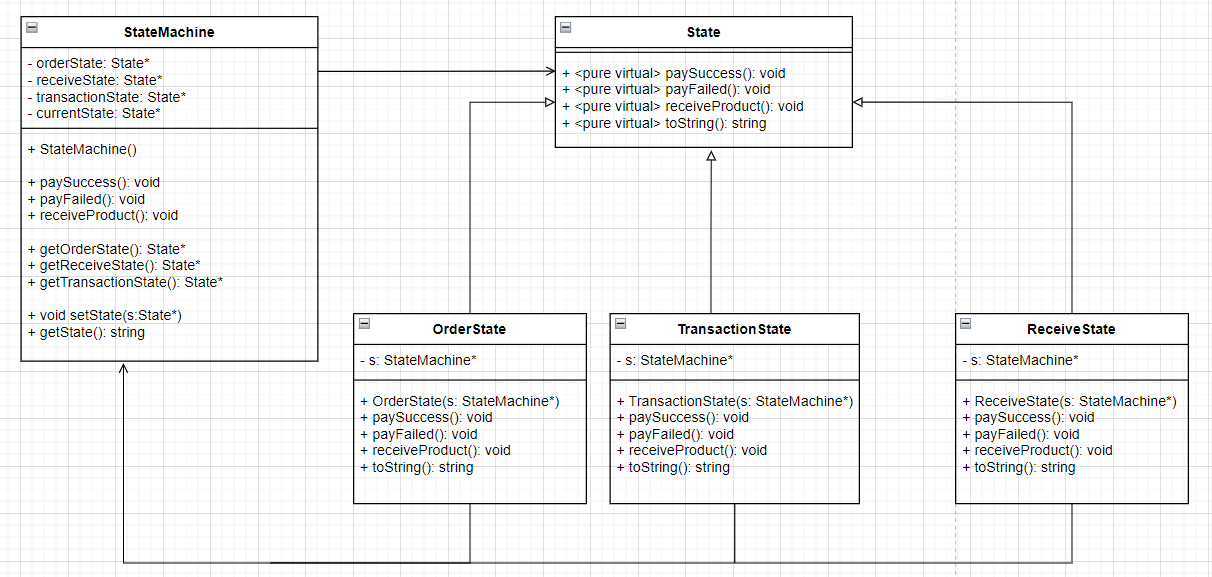 StateMachine
- orderState: State*
- receiveState: State*
- transactionState: State*
- currentState: State*
+ StateMachine()
+ paySuccess(): void
+ payFailed(): void
+ receiveProduct(): void
+ getOrderState(): State*
+ getReceiveState(): State*
+ getTransactionState(): State*
+ void setState(s:State*)
+ getState(): string
State
+ <pure virtual> paySuccess(): void
+ <pure virtual> payFailed(): void
+ <pure virtual> receiveProduct(): void
+ <pure virtual> toString(): string
OrderState
- s: StateMachine*
+ OrderState(s: StateMachine*)
+ paySuccess(): void
+ payFailed(): void
+ receiveProduct(): void
+ toString(): string
TransactionState
- s: StateMachine*
+ TransactionState(s: StateMachine*)
+ paySuccess(): void
+ payFailed(): void
+ receiveProduct(): void
+ toString(): string
ReceiveState
- s: StateMachine*
+ ReceiveState(s: StateMachine*)
+ paySuccess(): void
+ payFailed(): void
+ receiveProduct(): void
+ toString(): string